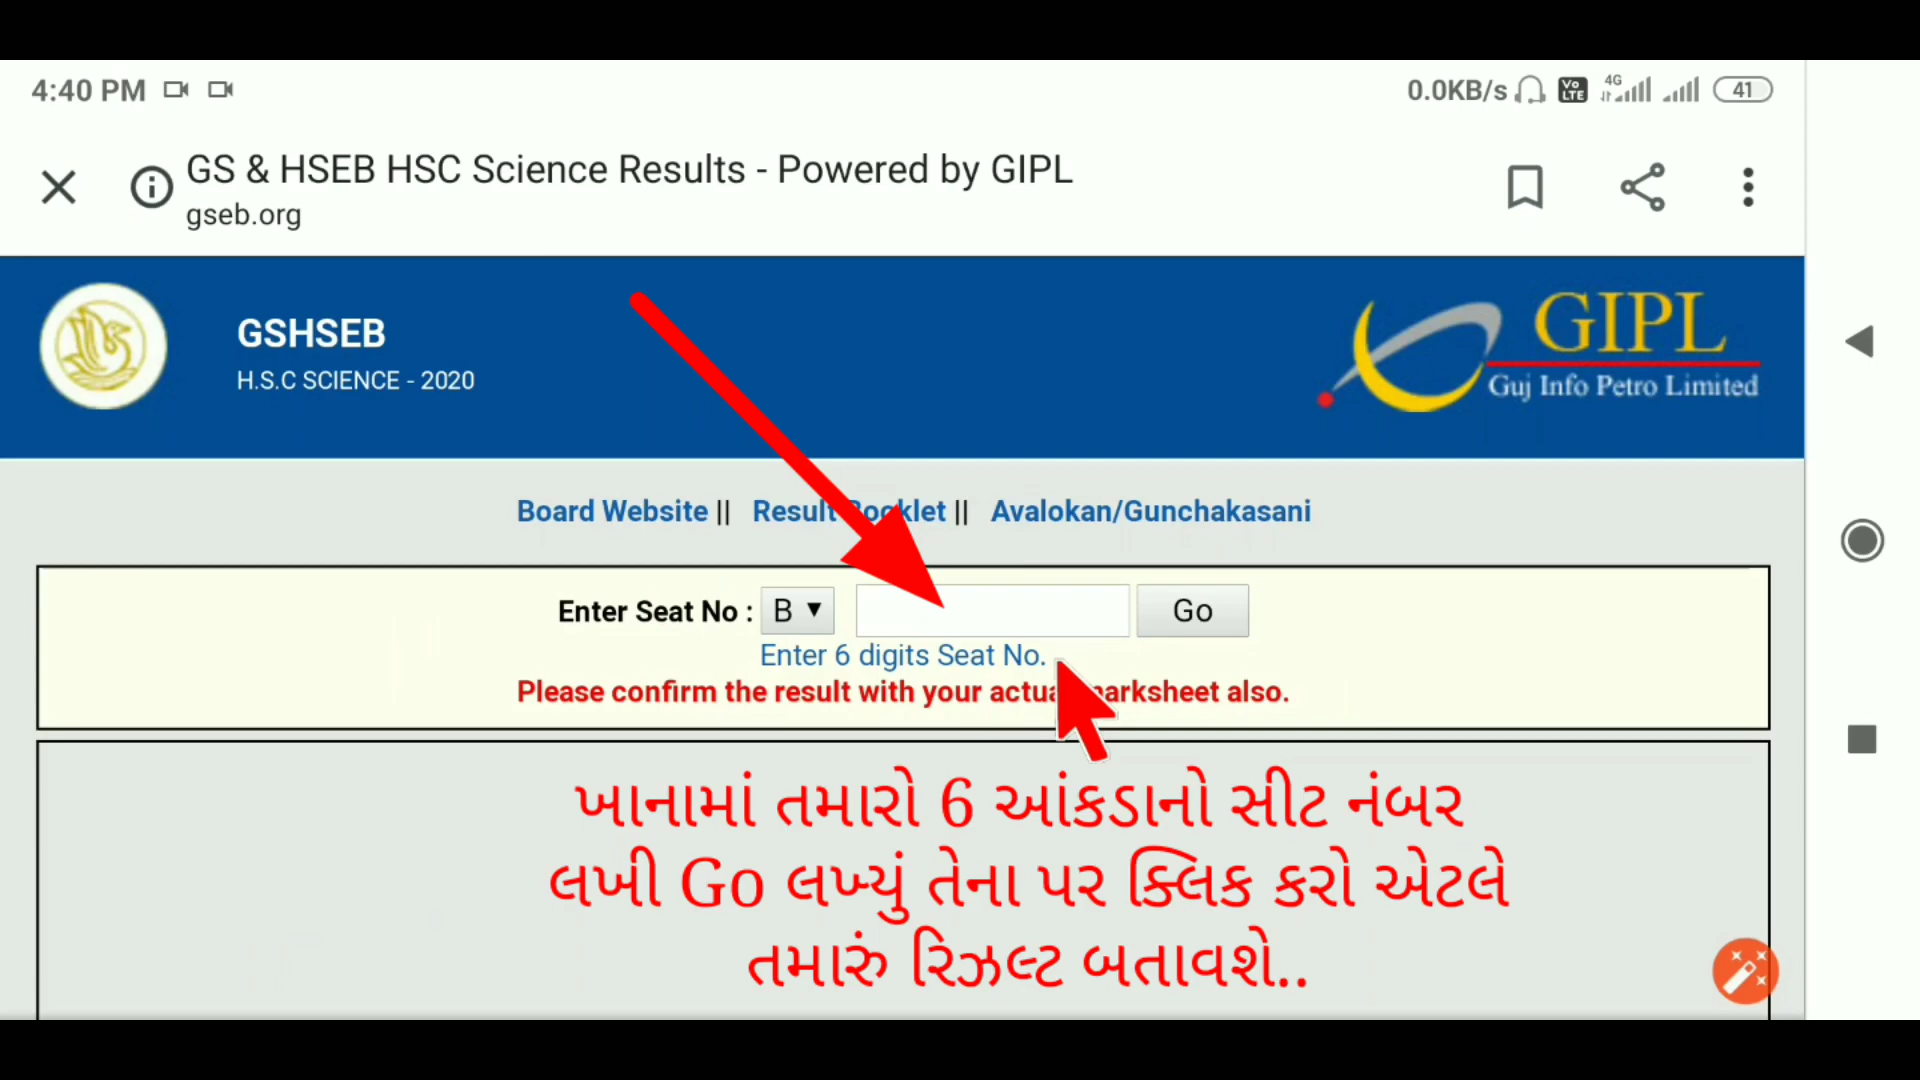 4:40 PM
0.0KB/s Vo LTE 4G 41
GS & HSEB HSC Science Results - Powered by GIPL
gseb.org
GSHSEB
H.S.C SCIENCE - 2020
GIPL
Guj Info Petro Limited
Board Website || Result Booklet || Avalokan/Gunchakasani
Enter Seat No : B ▼ Go
Enter 6 digits Seat No.
Please confirm the result with your actual marksheet also.
ખાનામાં તમારો 6 આંકડાનો સીટ નંબર
લખી Go લખ્યું તેના પર ક્લિક કરો એટલે
તમારું રિઝલ્ટ બતાવશે..